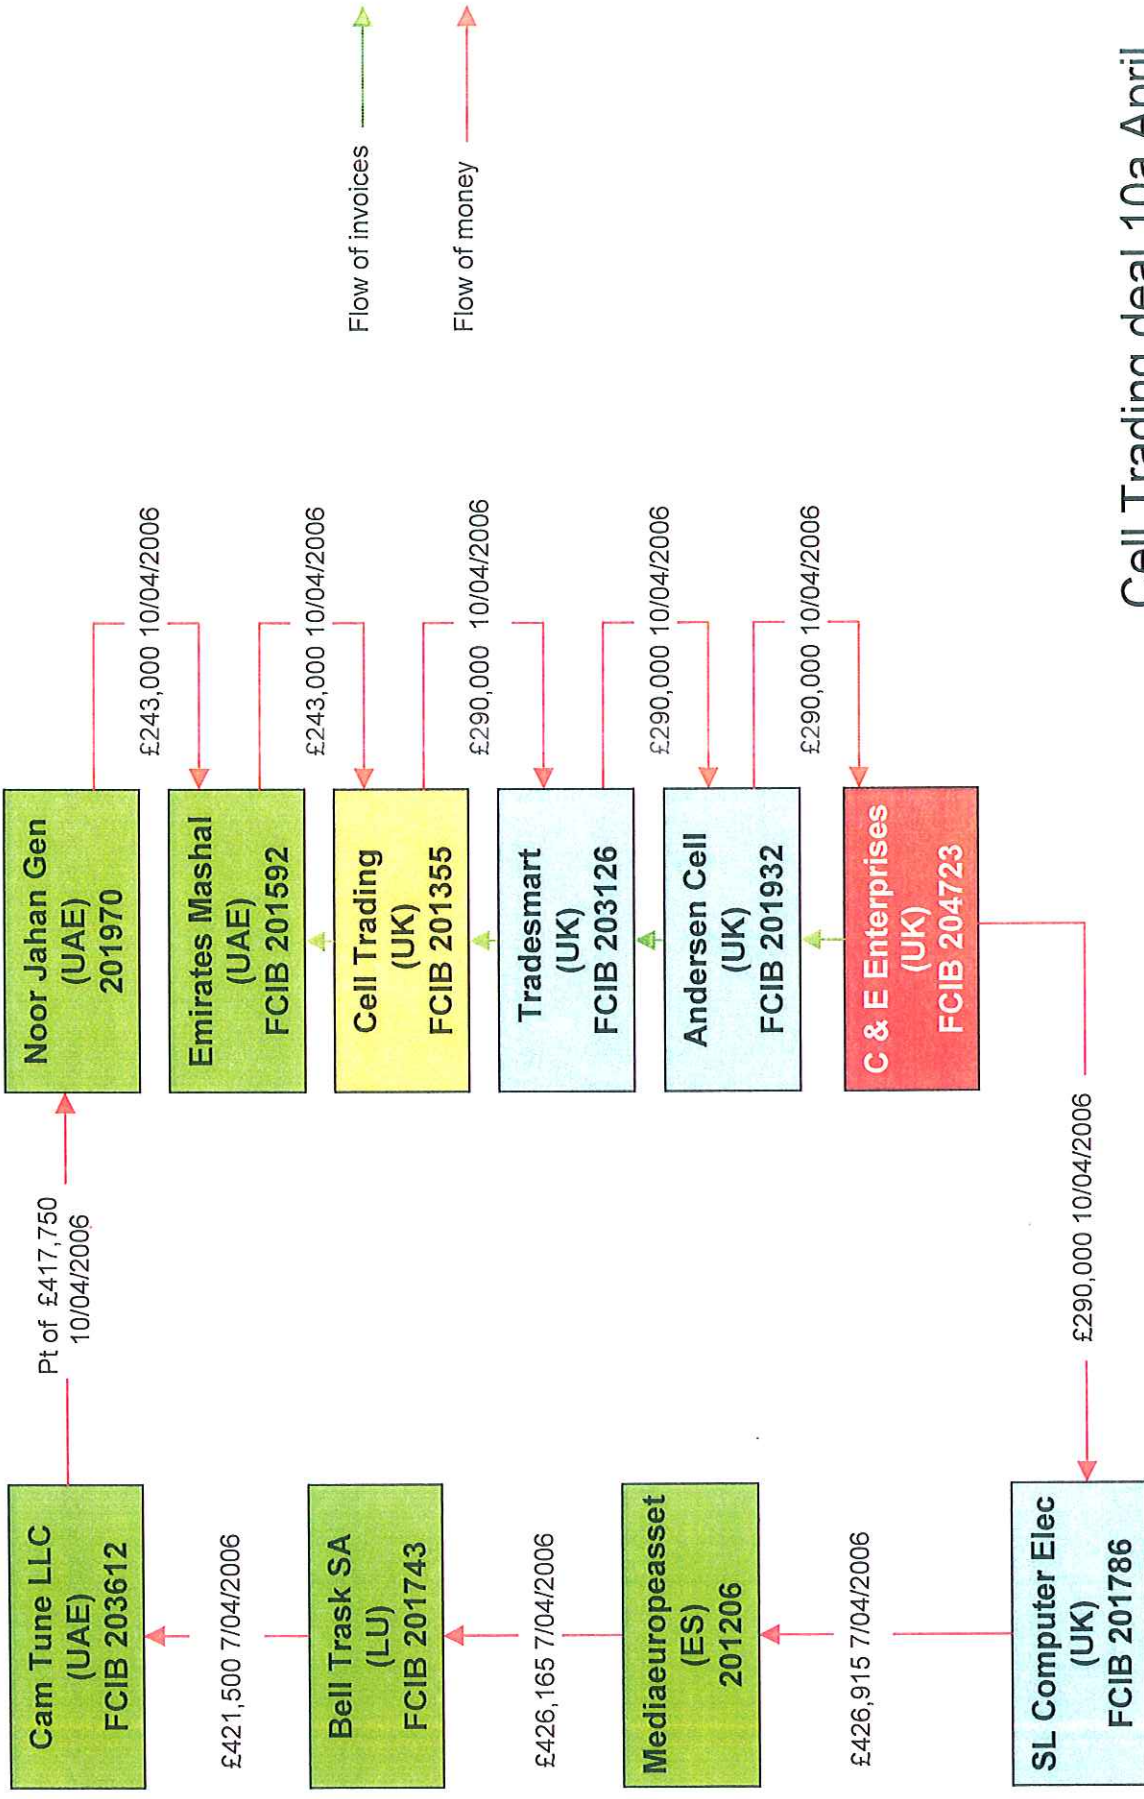 Cam Tune LLC
(UAE)
FCIB 203612
Pt of £417,750
10/04/2006
Noor Jahan Gen
(UAE)
201970
£243,000 10/04/2006
£421,500 7/04/2006
Emirates Mashal
(UAE)
FCIB 201592
£243,000 10/04/2006
Bell Trask SA
(LU)
FCIB 201743
Cell Trading
(UK)
FCIB 201355
£290,000 10/04/2006
Flow of invoices
Flow of money
£426,165 7/04/2006
Tradesmart
(UK)
FCIB 203126
£290,000 10/04/2006
Mediaeuropeasset
(ES)
201206
Andersen Cell
(UK)
FCIB 201932
£290,000 10/04/2006
£426,915 7/04/2006
C & E Enterprises
(UK)
FCIB 204723
SL Computer Elec
(UK)
FCIB 201786
£290,000 10/04/2006
Cell Trading deal 10a April